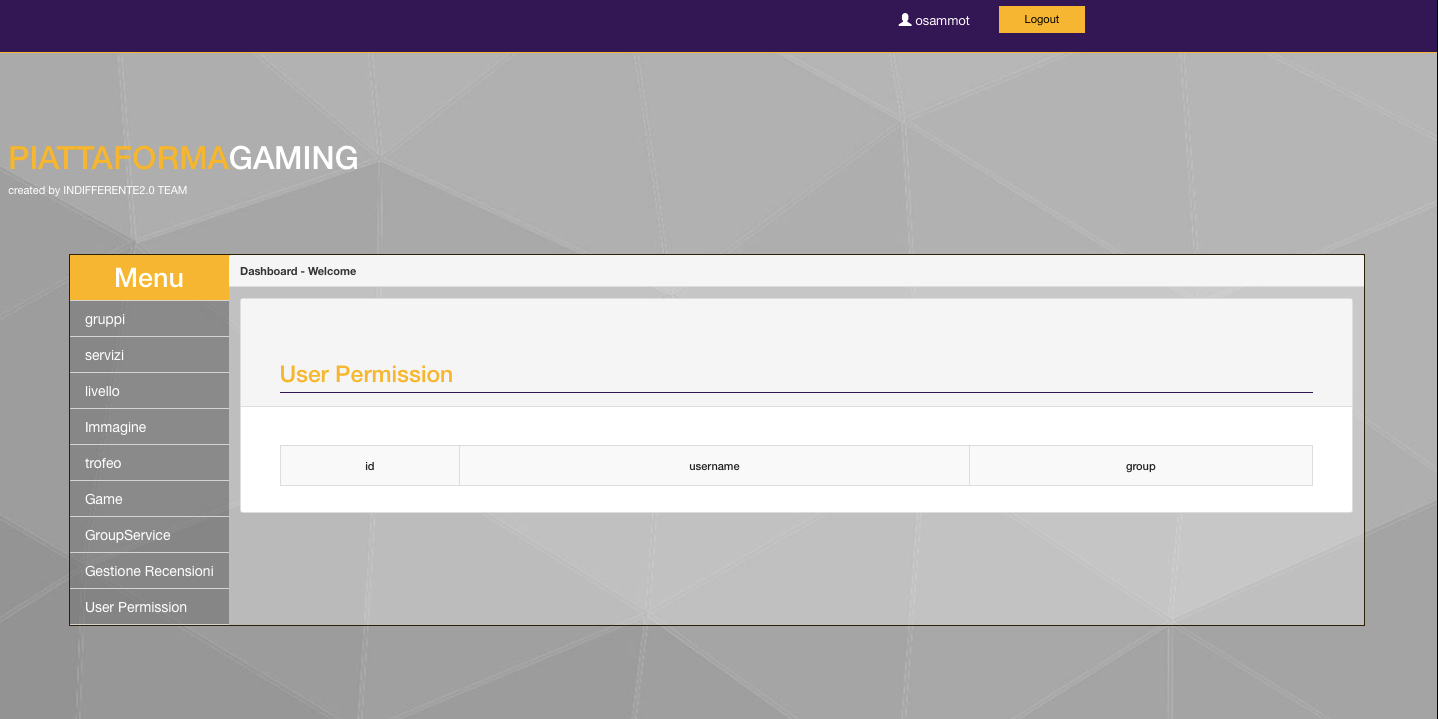 osammot
Logout
PIATTAFORMAGAMING
created by INDIFFERENTE2.0 TEAM
Menu
gruppi
servizi
livello
Immagine
trofeo
Game
GroupService
Gestione Recensioni
User Permission
Dashboard - Welcome
User Permission
id username group